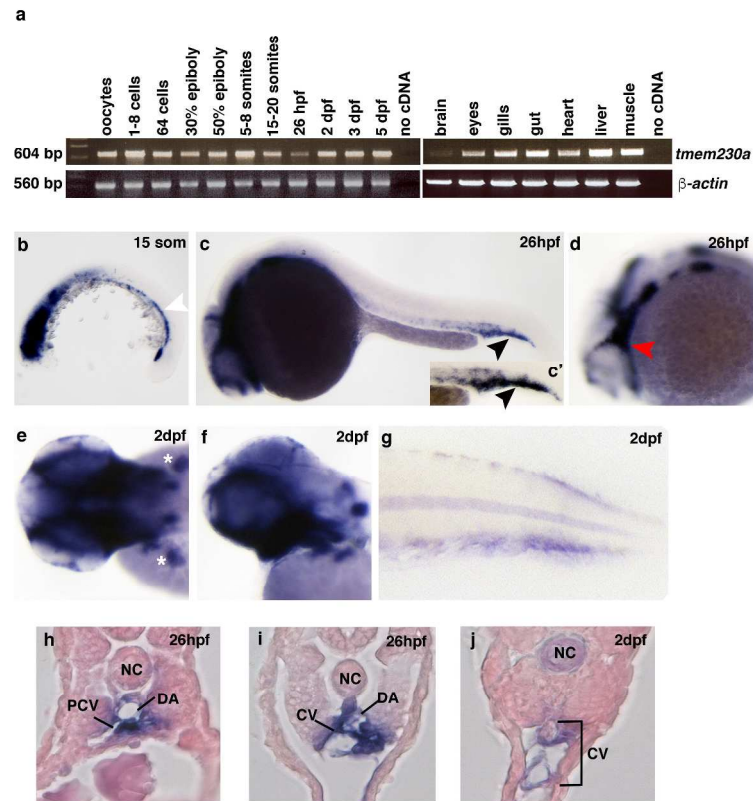 a
oocytes
1-8 cells
64 cells
30% epiboly
50% epiboly
5-8 somites
15-20 somites
26 hpf
2 dpf
3 dpf
5 dpf
no cDNA
brain
eyes
gills
gut
heart
liver
muscle
no cDNA
604 bp
tmem230a
560 bp
β-actin
b
15 som
c
26hpf
c'
d
26hpf
e
2dpf
*
*
f
2dpf
g
2dpf
h
26hpf
NC
PCV
DA
i
26hpf
NC
CV
DA
j
2dpf
NC
CV